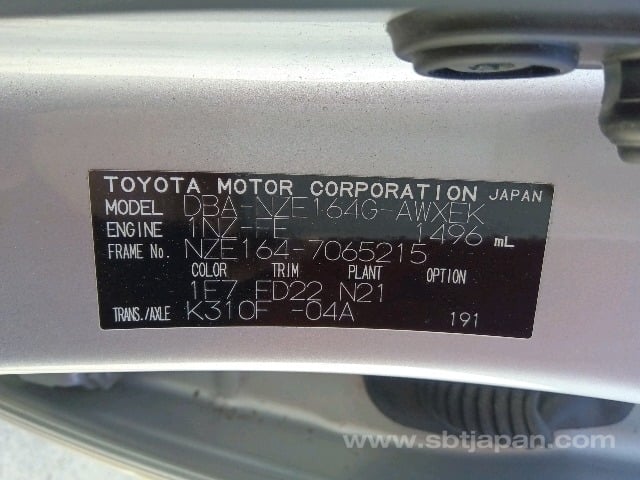 TOYOTA MOTOR CORPORATION JAPAN
MODEL DBA-NZE164G-AWXEK
ENGINE 1NZ-FE 1496 mL
FRAME No. NZE164-7065215
COLOR TRIM PLANT OPTION
1F7 FD22 N21
TRANS./AXLE K310F -04A 191
www.sbtjapan.com